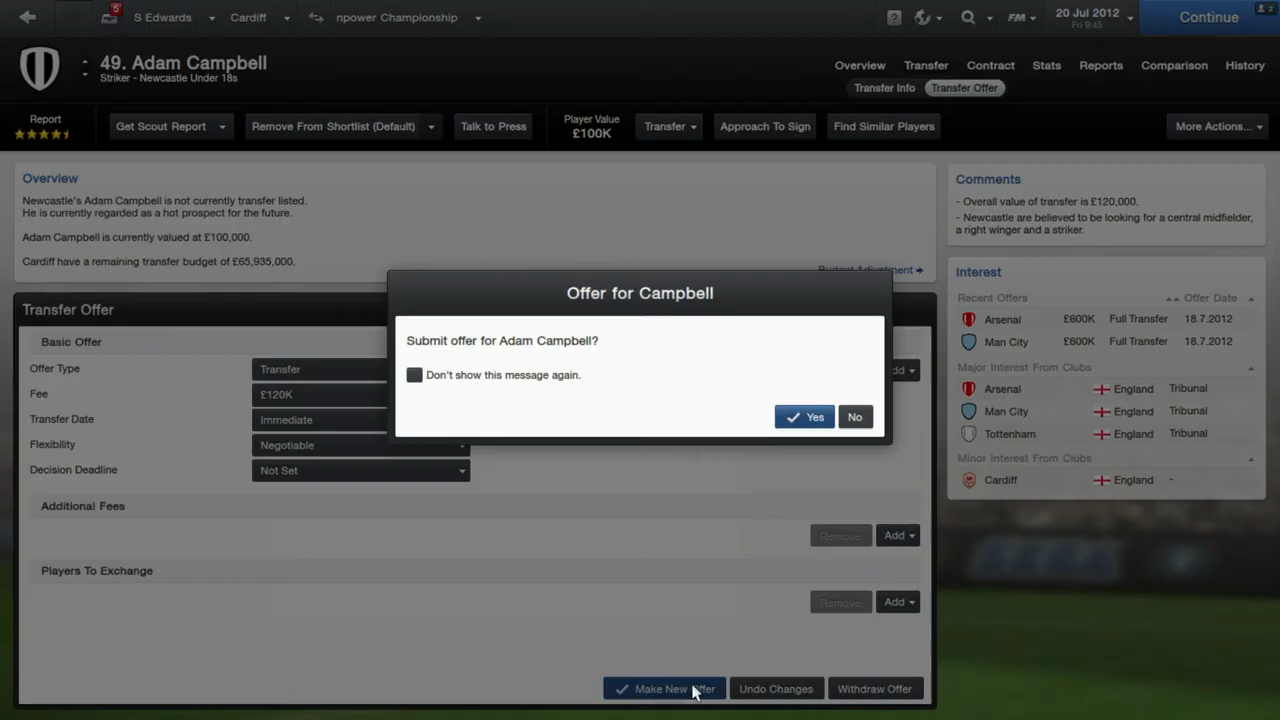 5
S Edwards
Cardiff
npower Championship
?
FM
20 Jul 2012
Fri 9:45
Continue
2
49. Adam Campbell
Striker - Newcastle Under 18s
Overview
Transfer
Contract
Stats
Reports
Comparison
History
Transfer Info
Transfer Offer
Report
Get Scout Report
Remove From Shortlist (Default)
Talk to Press
Player Value
£100K
Transfer
Approach To Sign
Find Similar Players
More Actions...
Overview
Newcastle's Adam Campbell is not currently transfer listed.
He is currently regarded as a hot prospect for the future.
Adam Campbell is currently valued at £100,000.
Cardiff have a remaining transfer budget of £65,935,000.
Budget Adjustment
Comments
- Overall value of transfer is £120,000.
- Newcastle are believed to be looking for a central midfielder,
a right winger and a striker.
Interest
Recent Offers
Offer Date
Arsenal £600K Full Transfer 18.7.2012
Man City £600K Full Transfer 18.7.2012
Major Interest From Clubs
Arsenal England Tribunal
Man City England Tribunal
Tottenham England Tribunal
Minor Interest From Clubs
Cardiff England -
Transfer Offer
Basic Offer
Offer Type Transfer
Fee £120K
Transfer Date Immediate
Flexibility Negotiable
Decision Deadline Not Set
Additional Fees
Remove Add
Players To Exchange
Remove Add
Make New Offer
Undo Changes
Withdraw Offer
Offer for Campbell
Submit offer for Adam Campbell?
Don't show this message again.
Yes
No